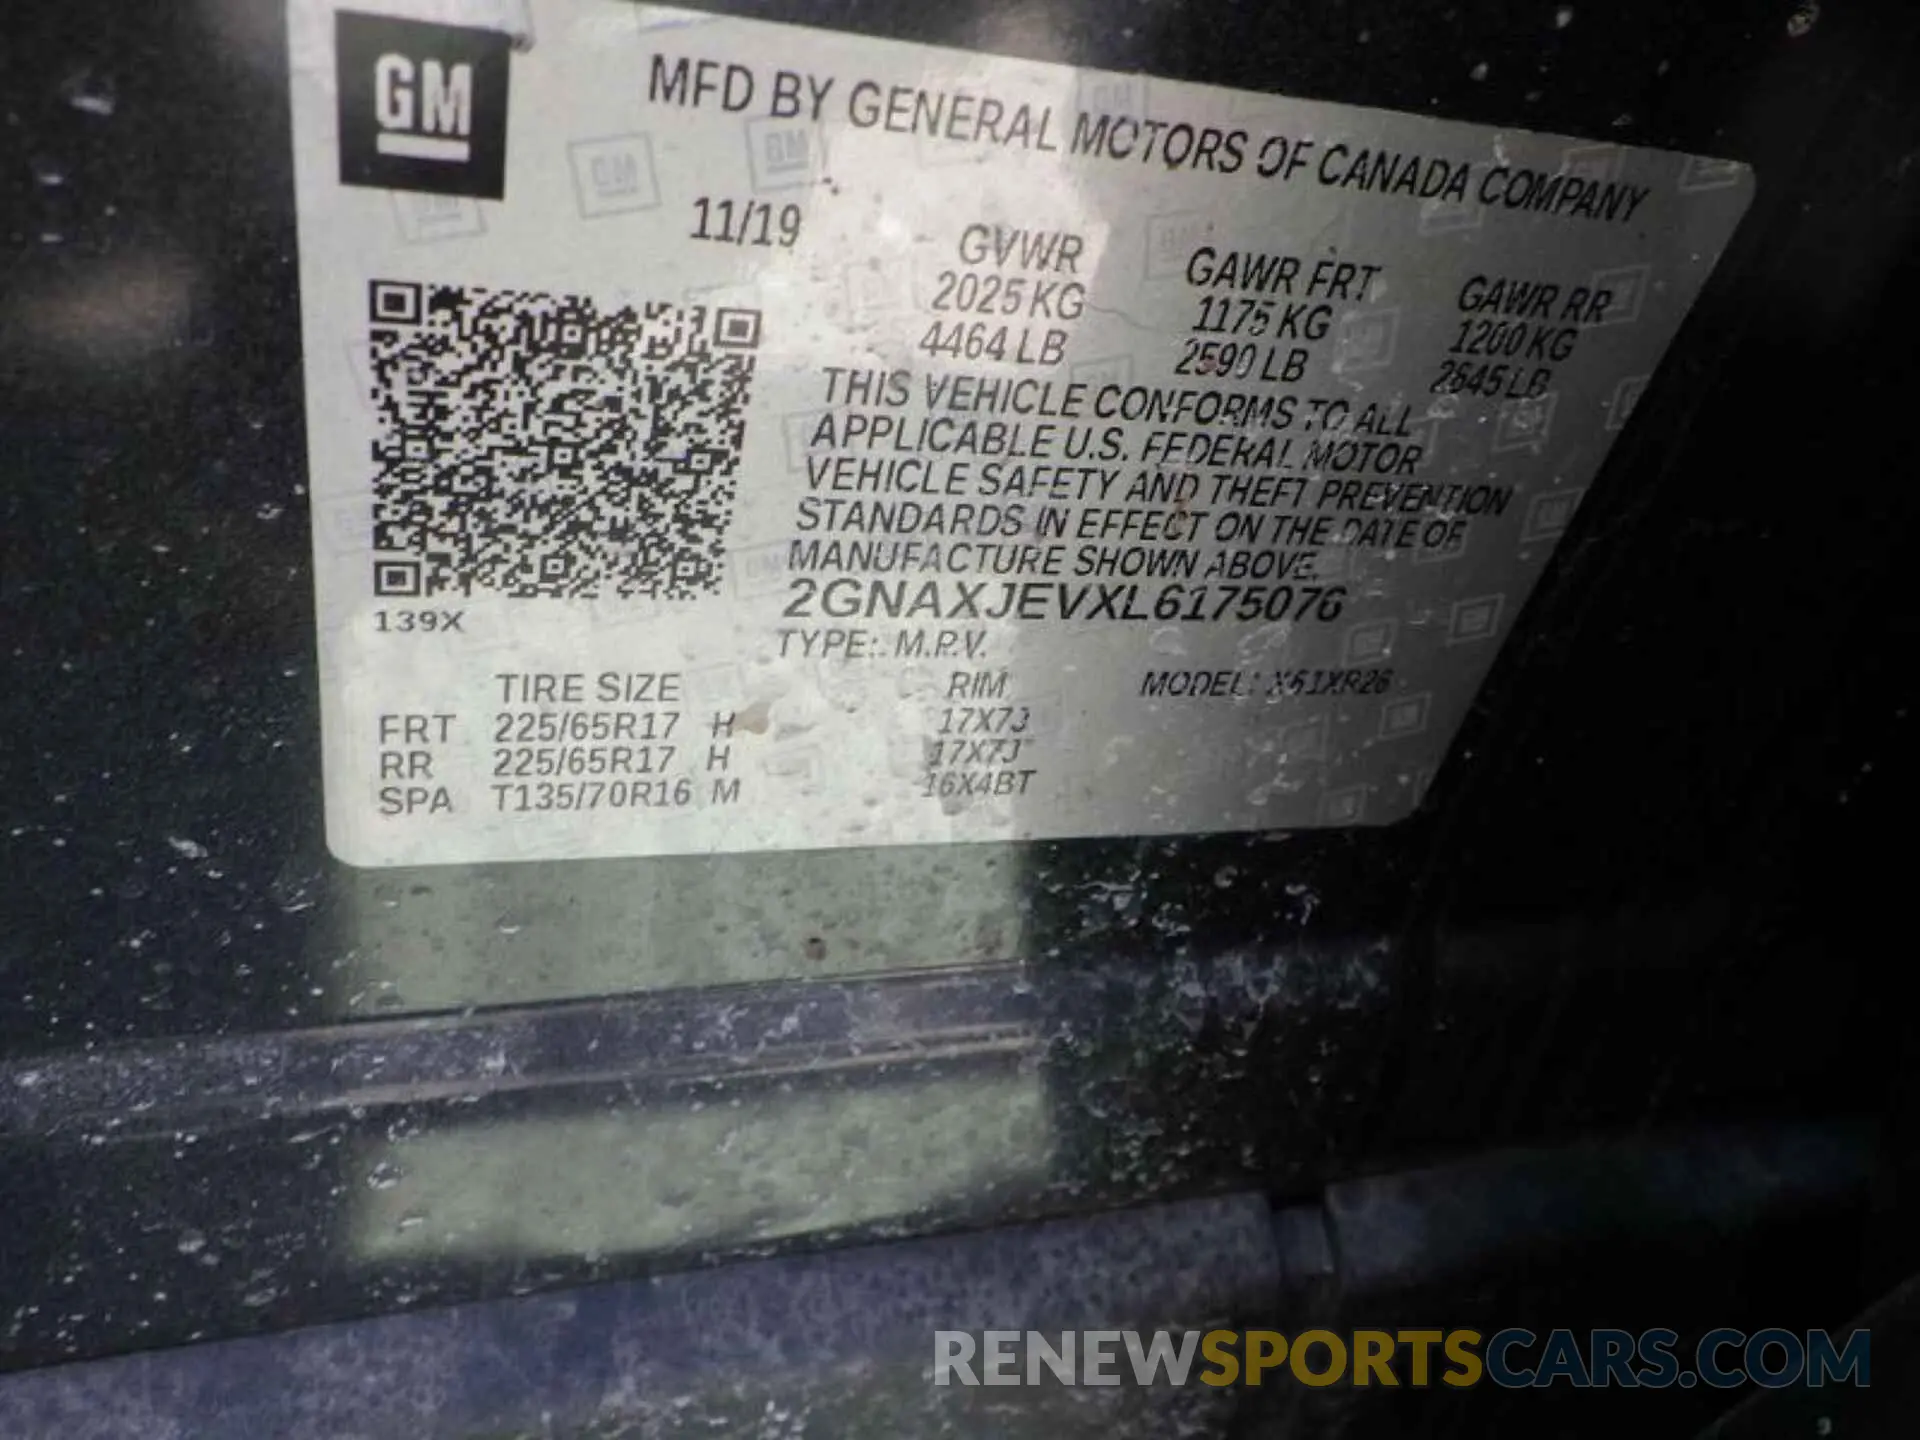 GM
MFD BY GENERAL MOTORS OF CANADA COMPANY
11/19
GVWR GAWR FRT GAWR RR
2025 KG 1175 KG 1200 KG
4464 LB 2590 LB 2645 LB
THIS VEHICLE CONFORMS TO ALL
APPLICABLE U.S. FEDERAL MOTOR
VEHICLE SAFETY AND THEFT PREVENTION
STANDARDS IN EFFECT ON THE DATE OF
MANUFACTURE SHOWN ABOVE.
2GNAXJEVXL6175076
139X
TYPE: M.P.V.
TIRE SIZE RIM MODEL:
FRT 225/65R17 H 17X7J
RR 225/65R17 H 17X7J
SPA T135/70R16 M 16X4BT
RENEWSPORTSCARS.COM